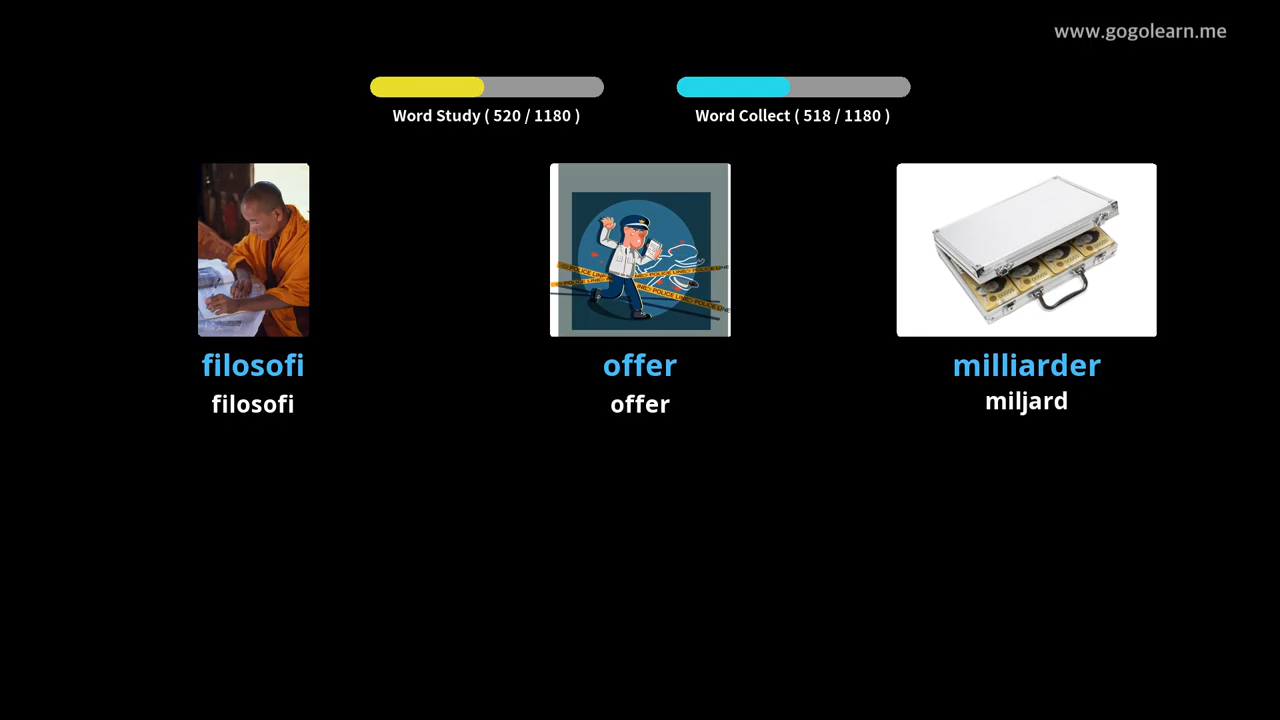 www.gogolearn.me
Word Study ( 520 / 1180 )
Word Collect ( 518 / 1180 )
filosofi
filosofi
offer
offer
milliarder
miljard